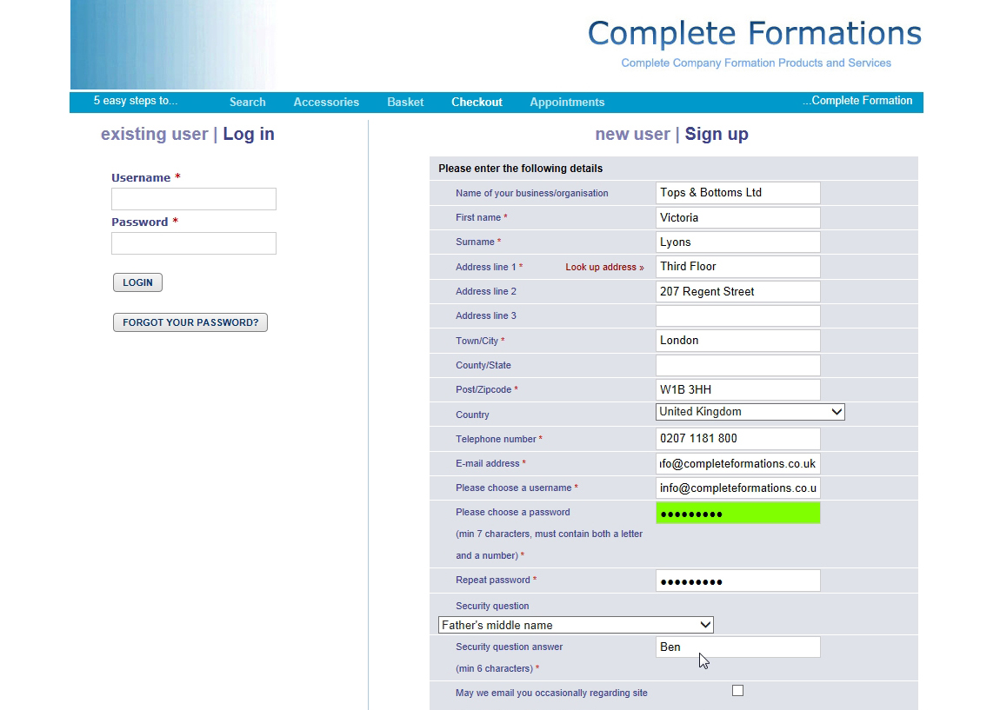 Complete Formations
Complete Company Formation Products and Services
5 easy steps to... Search Accessories Basket Checkout Appointments ...Complete Formation
existing user | Log in
Username *
Password *
LOGIN
FORGOT YOUR PASSWORD?
new user | Sign up
Please enter the following details
Name of your business/organisation Tops & Bottoms Ltd
First name * Victoria
Surname * Lyons
Address line 1 * Look up address » Third Floor
Address line 2 207 Regent Street
Address line 3
Town/City * London
County/State
Post/Zipcode * W1B 3HH
Country United Kingdom
Telephone number * 0207 1181 800
E-mail address * nfo@completeformations.co.uk
Please choose a username * info@completeformations.co.u
Please choose a password •••••••••
(min 7 characters, must contain both a letter
and a number) *
Repeat password * •••••••••
Security question
Father's middle name
Security question answer Ben
(min 6 characters) *
May we email you occasionally regarding site